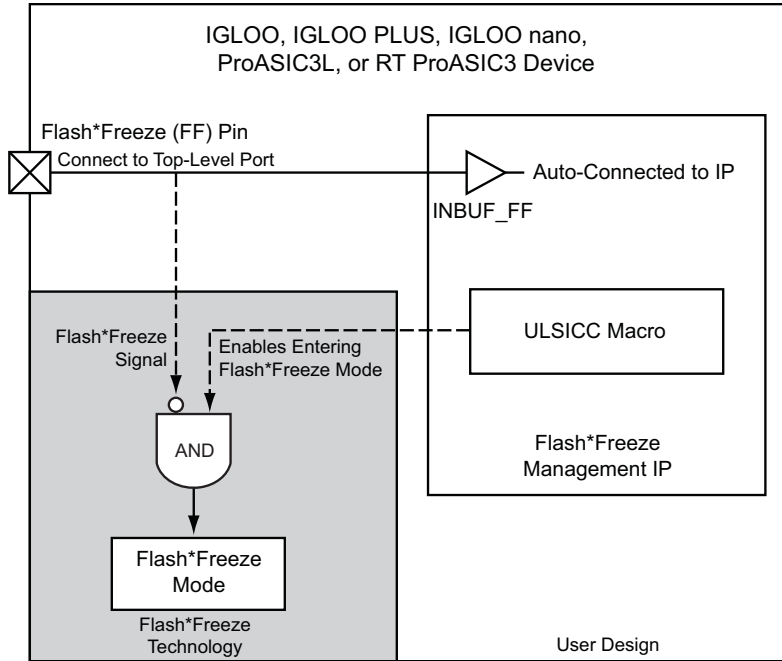 IGLOO, IGLOO PLUS, IGLOO nano,
ProASIC3L, or RT ProASIC3 Device
Flash*Freeze (FF) Pin
Connect to Top-Level Port
Auto-Connected to IP
INBUF_FF
ULSICC Macro
Flash*Freeze
Signal
Enables Entering
Flash*Freeze Mode
AND
Flash*Freeze
Management IP
Flash*Freeze
Mode
Flash*Freeze
Technology
User Design